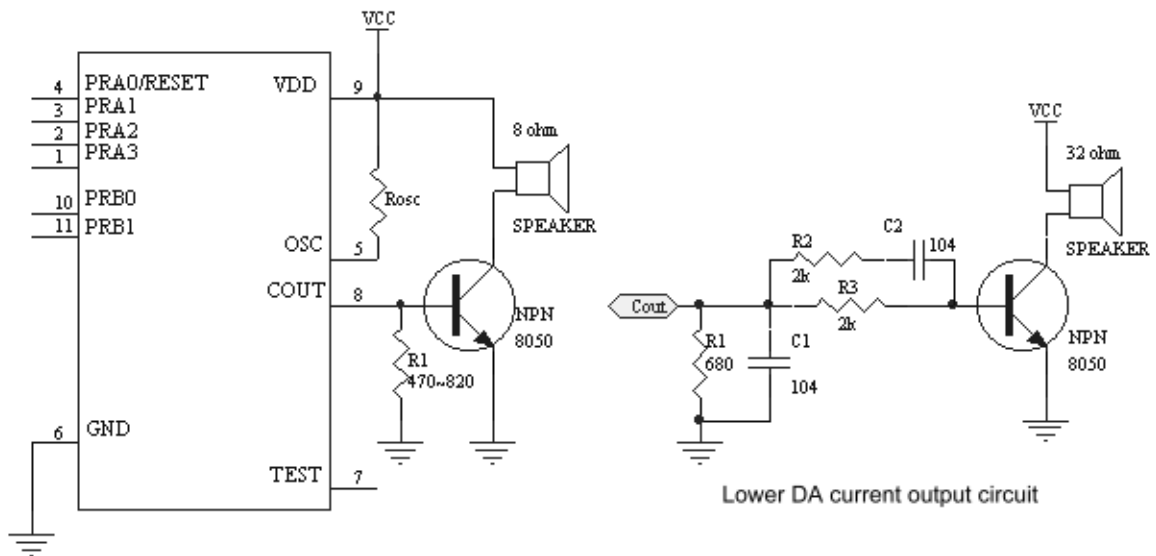 VCC
4 PRA0/RESET VDD 9
3 PRA1
2 PRA2
1 PRA3
10 PRB0
11 PRB1
OSC 5
COUT 8
6 GND
TEST 7
Rosc
8 ohm
SPEAKER
NPN
8050
R1
470~820
VCC
32 ohm
SPEAKER
C2
104
R2
2k
R3
2k
Cout
R1
680
C1
104
NPN
8050
Lower DA current output circuit